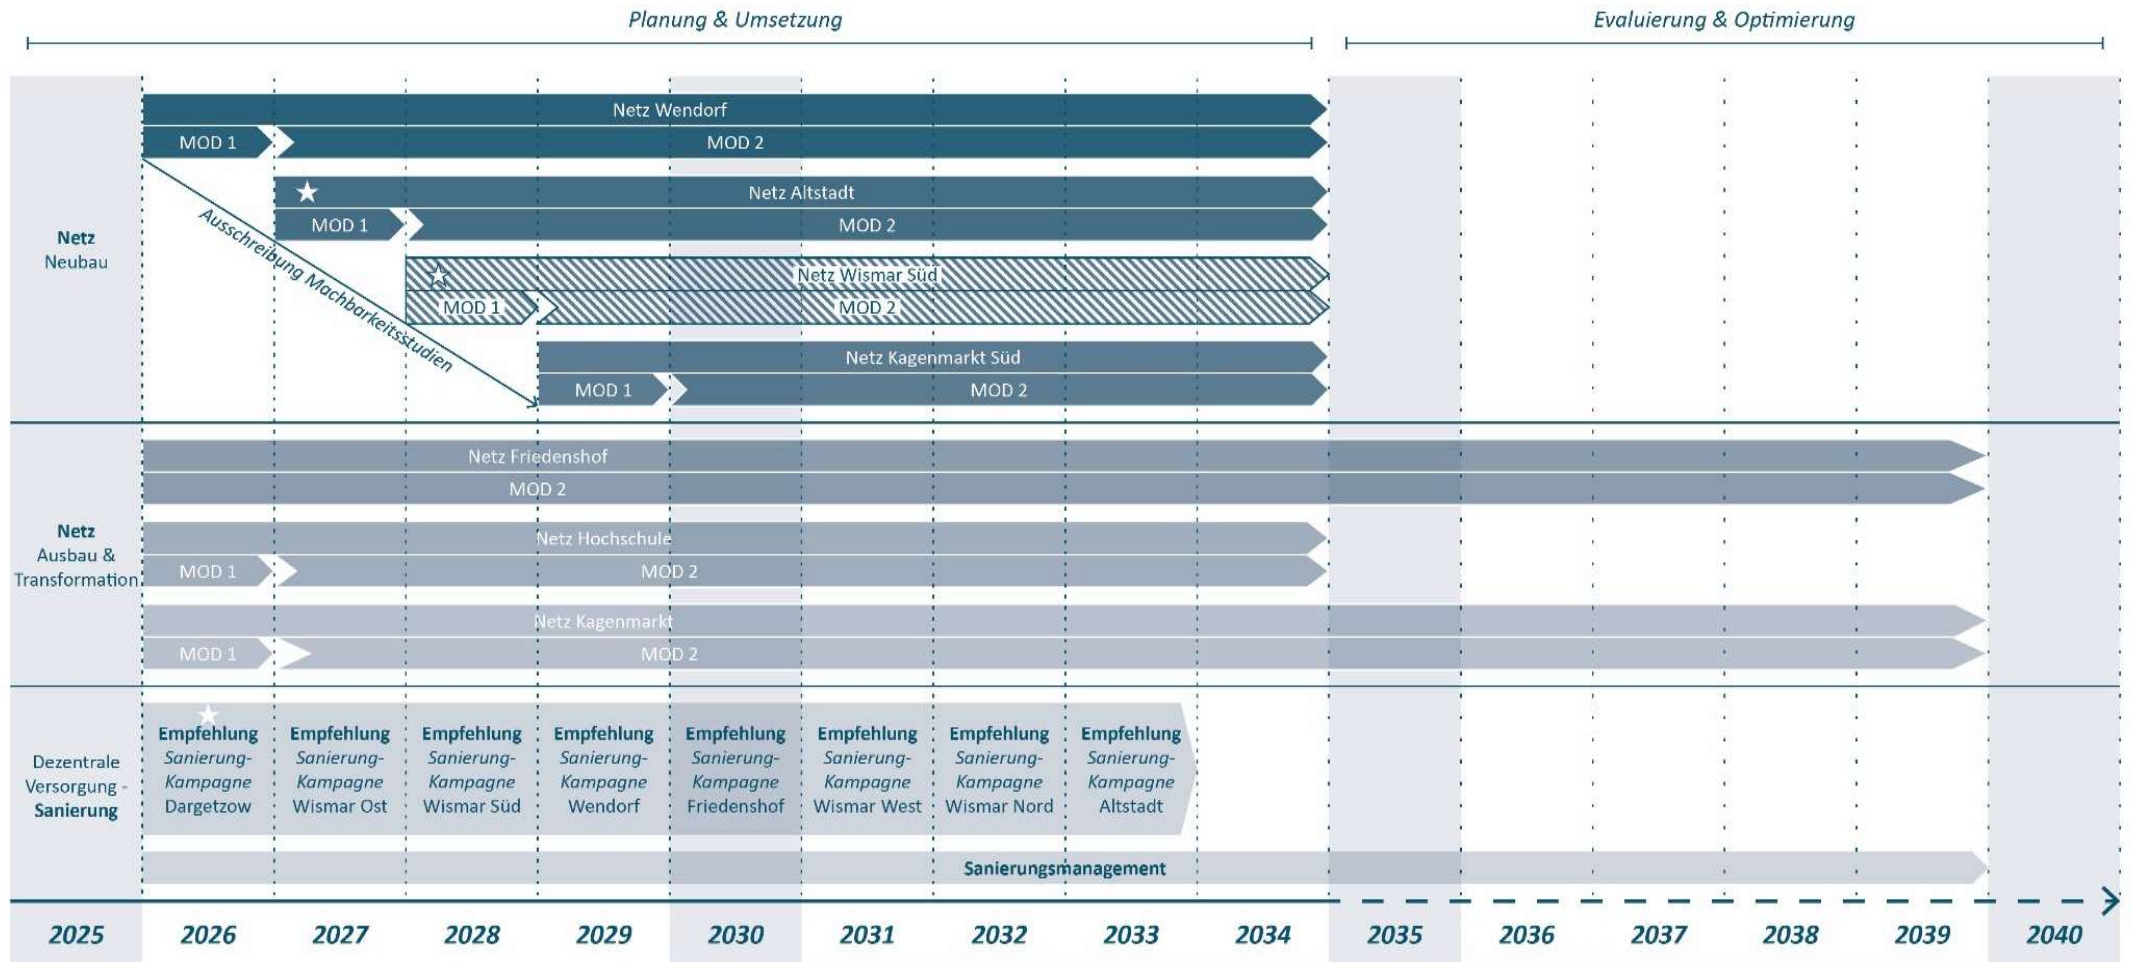 Planung & Umsetzung
Evaluierung & Optimierung
Netz
Neubau
Netz Wendorf
MOD 1
MOD 2
Netz Altstadt
MOD 1
MOD 2
Netz Wismar Süd
MOD 1
MOD 2
Netz Kagenmarkt Süd
MOD 1
MOD 2
Ausschreibung Machbarkeitsstudien
Netz
Ausbau &
Transformation
Netz Friedenshof
MOD 2
Netz Hochschule
MOD 1
MOD 2
Netz Kagenmarkt
MOD 1
MOD 2
Dezentrale
Versorgung -
Sanierung
Empfehlung
Sanierung-
Kampagne
Dargetzow
Empfehlung
Sanierung-
Kampagne
Wismar Ost
Empfehlung
Sanierung-
Kampagne
Wismar Süd
Empfehlung
Sanierung-
Kampagne
Wendorf
Empfehlung
Sanierung-
Kampagne
Friedenshof
Empfehlung
Sanierung-
Kampagne
Wismar West
Empfehlung
Sanierung-
Kampagne
Wismar Nord
Empfehlung
Sanierung-
Kampagne
Altstadt
Sanierungsmanagement
2025 2026 2027 2028 2029 2030 2031 2032 2033 2034 2035 2036 2037 2038 2039 2040